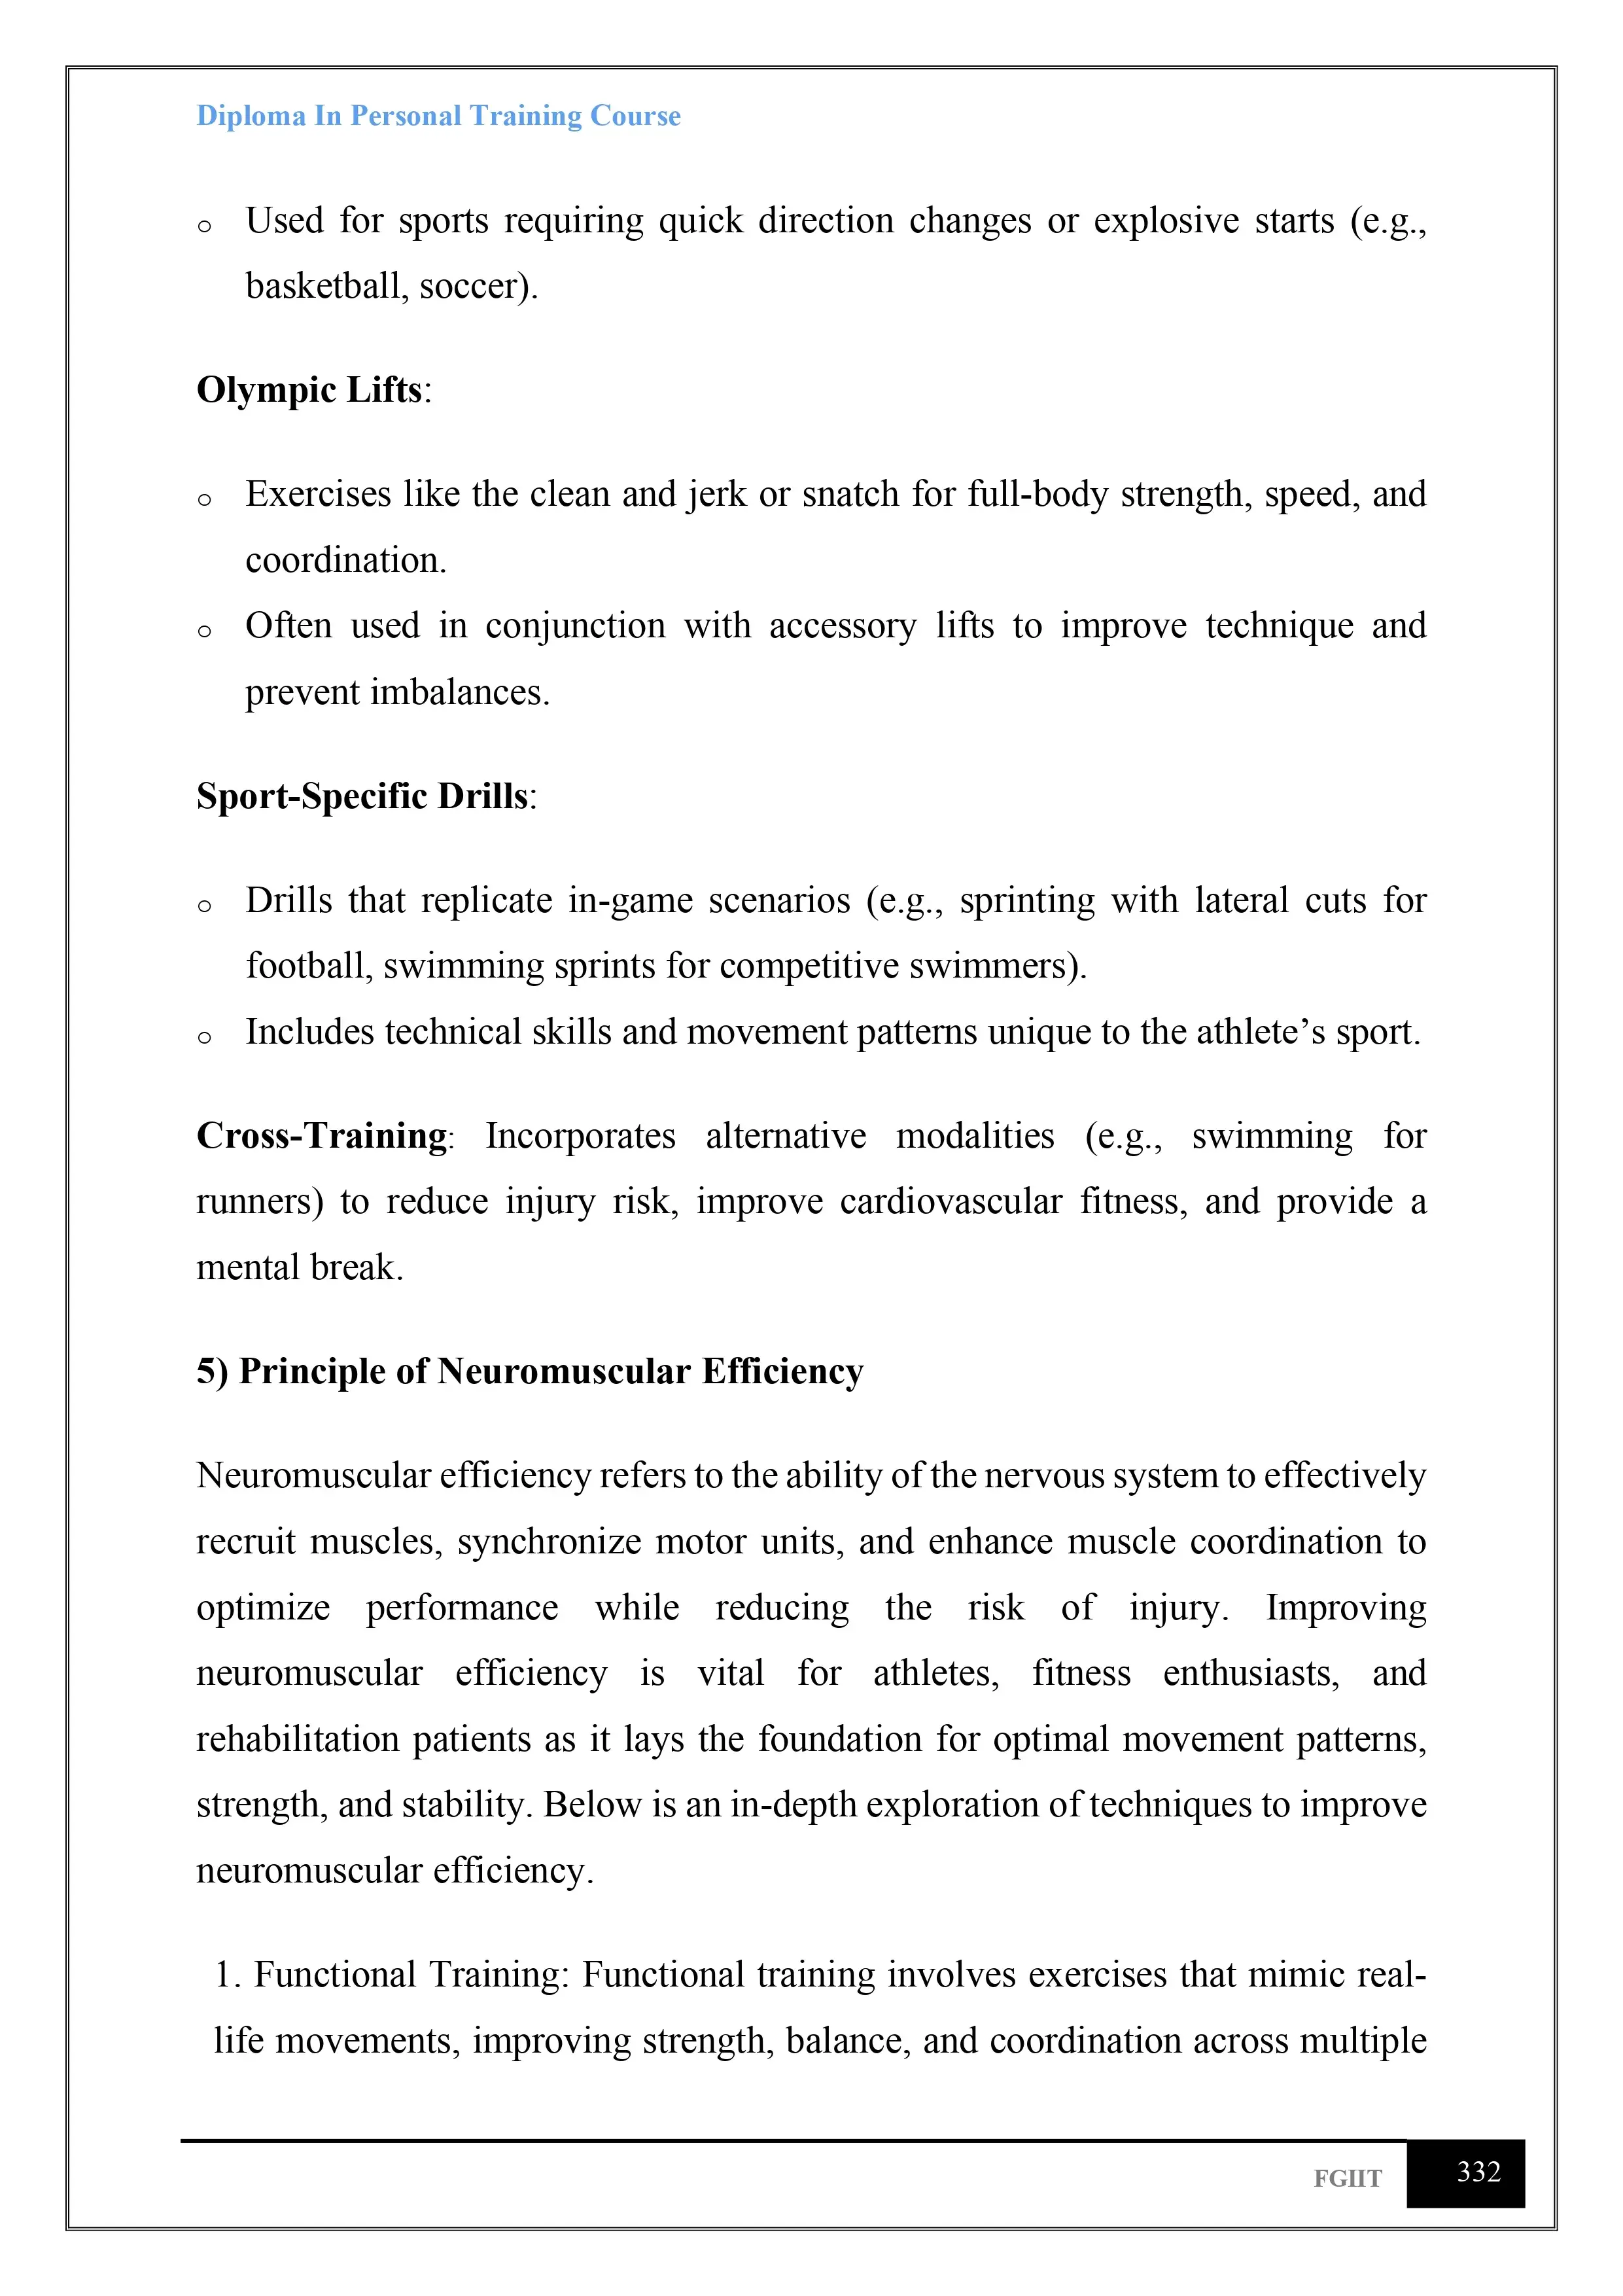 Diploma In Personal Training Course
o Used for sports requiring quick direction changes or explosive starts (e.g.,
basketball, soccer).
Olympic Lifts:
o Exercises like the clean and jerk or snatch for full-body strength, speed, and
coordination.
o Often used in conjunction with accessory lifts to improve technique and
prevent imbalances.
Sport-Specific Drills:
o Drills that replicate in-game scenarios (e.g., sprinting with lateral cuts for
football, swimming sprints for competitive swimmers).
o Includes technical skills and movement patterns unique to the athlete’s sport.
Cross-Training: Incorporates alternative modalities (e.g., swimming for
runners) to reduce injury risk, improve cardiovascular fitness, and provide a
mental break.
5) Principle of Neuromuscular Efficiency
Neuromuscular efficiency refers to the ability of the nervous system to effectively
recruit muscles, synchronize motor units, and enhance muscle coordination to
optimize performance while reducing the risk of injury. Improving
neuromuscular efficiency is vital for athletes, fitness enthusiasts, and
rehabilitation patients as it lays the foundation for optimal movement patterns,
strength, and stability. Below is an in-depth exploration of techniques to improve
neuromuscular efficiency.
1. Functional Training: Functional training involves exercises that mimic real-
life movements, improving strength, balance, and coordination across multiple
FGIIT 332